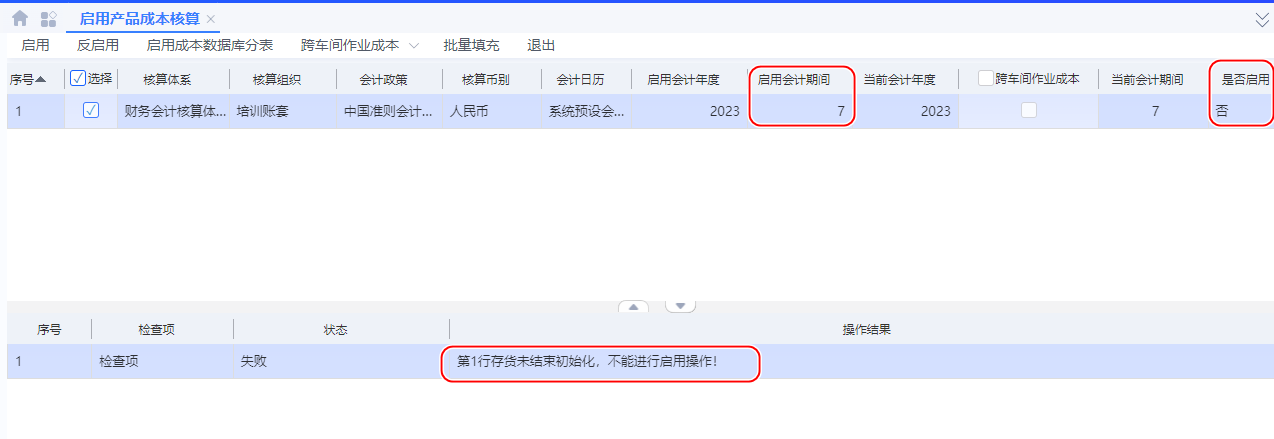 启用产品成本核算
启用 反启用 启用成本数据库分表 跨车间作业成本 批量填充 退出
序号 选择 核算体系 核算组织 会计政策 核算币别 会计日历 启用会计年度 启用会计期间 当前会计年度 跨车间作业成本 当前会计期间 是否启用
1 财务会计核算体... 培训账套 中国准则会计... 人民币 系统预设会... 2023 7 2023 7 否
序号 检查项 状态 操作结果
1 检查项 失败 第1行存货未结束初始化，不能进行启用操作！